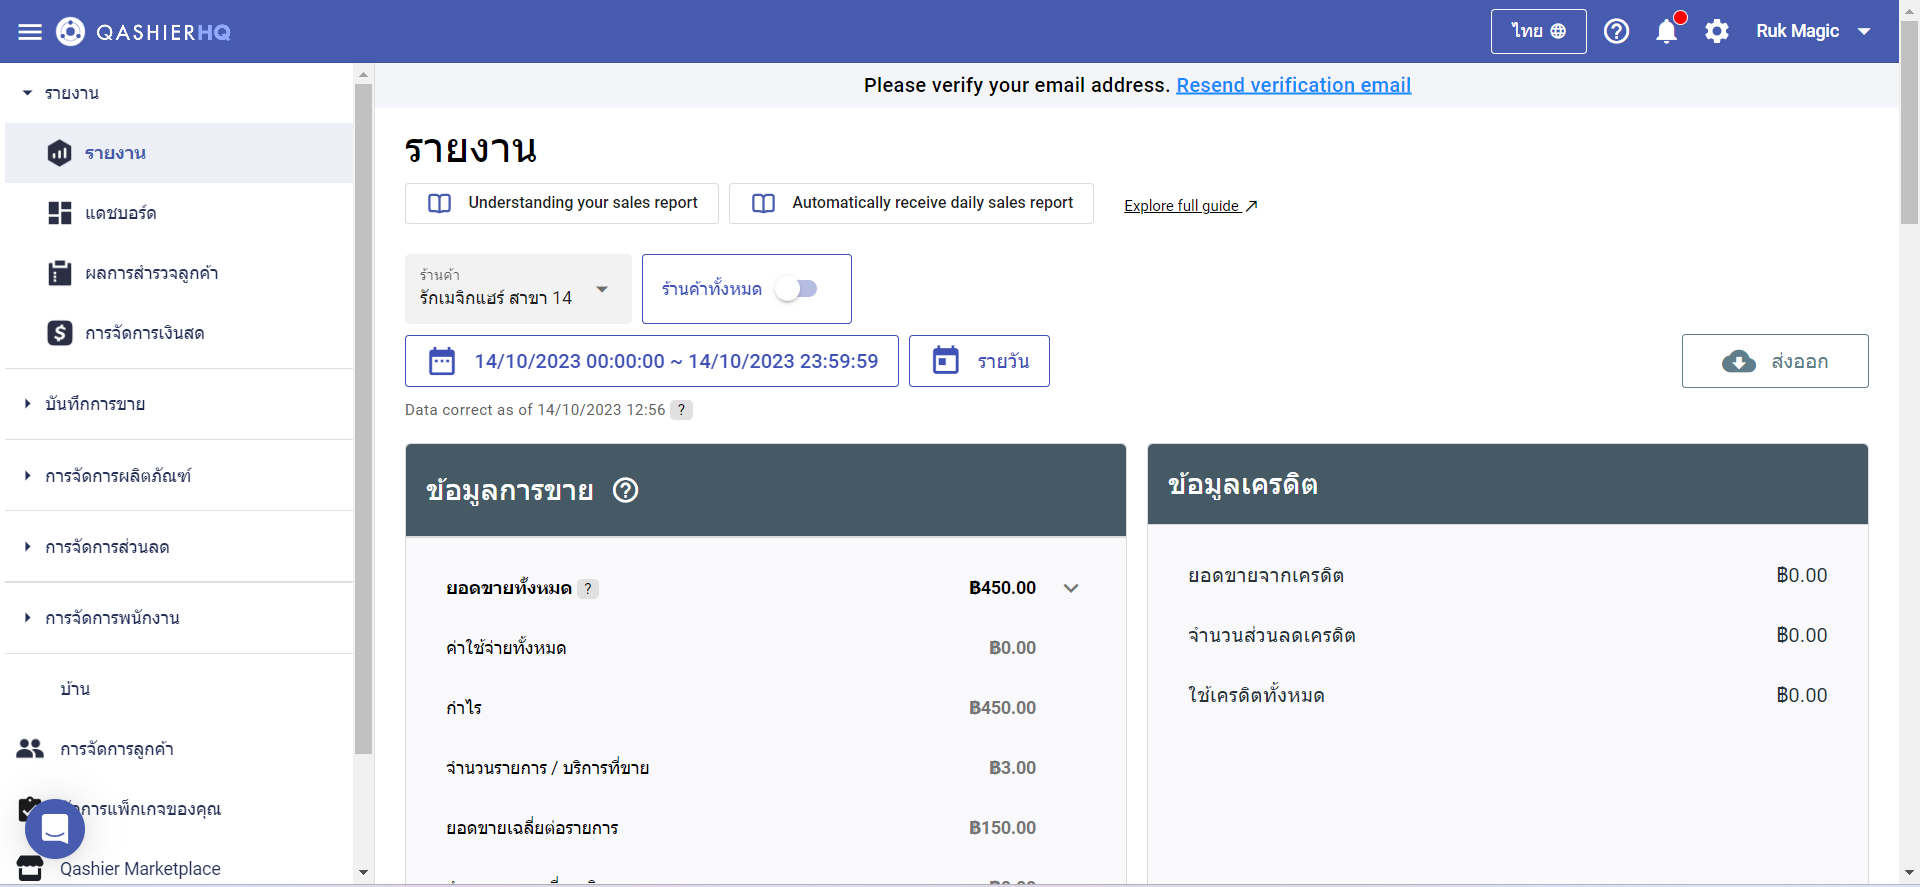 QASHIERHQ
ไทย
Ruk Magic
รายงาน
รายงาน
แดชบอร์ด
ผลการสำรวจลูกค้า
การจัดการเงินสด
บันทึกการขาย
การจัดการผลิตภัณฑ์
การจัดการส่วนลด
การจัดการพนักงาน
บ้าน
การจัดการลูกค้า
การแพ็กเกจของคุณ
Qashier Marketplace
Please verify your email address. Resend verification email
รายงาน
Understanding your sales report
Automatically receive daily sales report
Explore full guide
ร้านค้า
รักเมจิกแฮร์ สาขา 14
ร้านค้าทั้งหมด
14/10/2023 00:00:00 ~ 14/10/2023 23:59:59
รายวัน
ส่งออก
Data correct as of 14/10/2023 12:56 ?
ข้อมูลการขาย
ยอดขายทั้งหมด ? ฿450.00
ค่าใช้จ่ายทั้งหมด ฿0.00
กำไร ฿450.00
จำนวนรายการ / บริการที่ขาย ฿3.00
ยอดขายเฉลี่ยต่อรายการ ฿150.00
ข้อมูลเครดิต
ยอดขายจากเครดิต ฿0.00
จำนวนส่วนลดเครดิต ฿0.00
ใช้เครดิตทั้งหมด ฿0.00